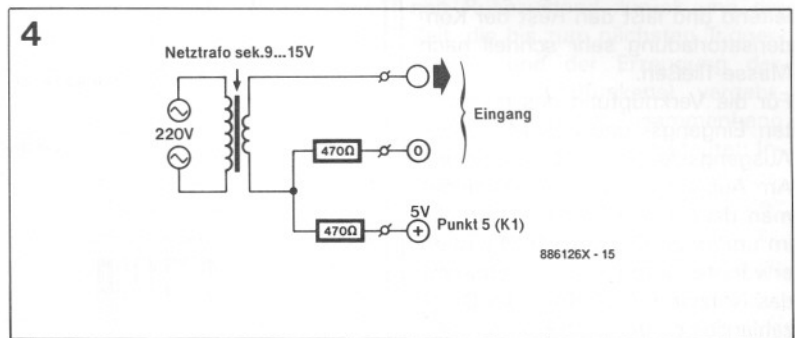 4
Netztrafo sek.9...15V
220V
470Ω
0
Eingang
470Ω
5V
+
Punkt 5 (K1)
886126X - 15